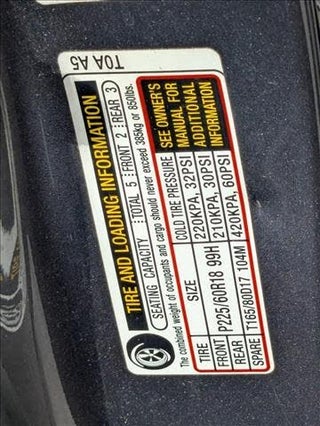 TIRE AND LOADING INFORMATION
SEATING CAPACITY TOTAL 5 FRONT 2 REAR 3
The combined weight of occupants and cargo should never exceed 385kg or 850lbs.
TIRE SIZE COLD TIRE PRESSURE
FRONT P225/60R18 99H 220KPA, 32PSI
REAR 210KPA, 30PSI
SPARE T165/80D17 104M 420KPA, 60PSI
SEE OWNER'S
MANUAL FOR
ADDITIONAL
INFORMATION
T0A A5